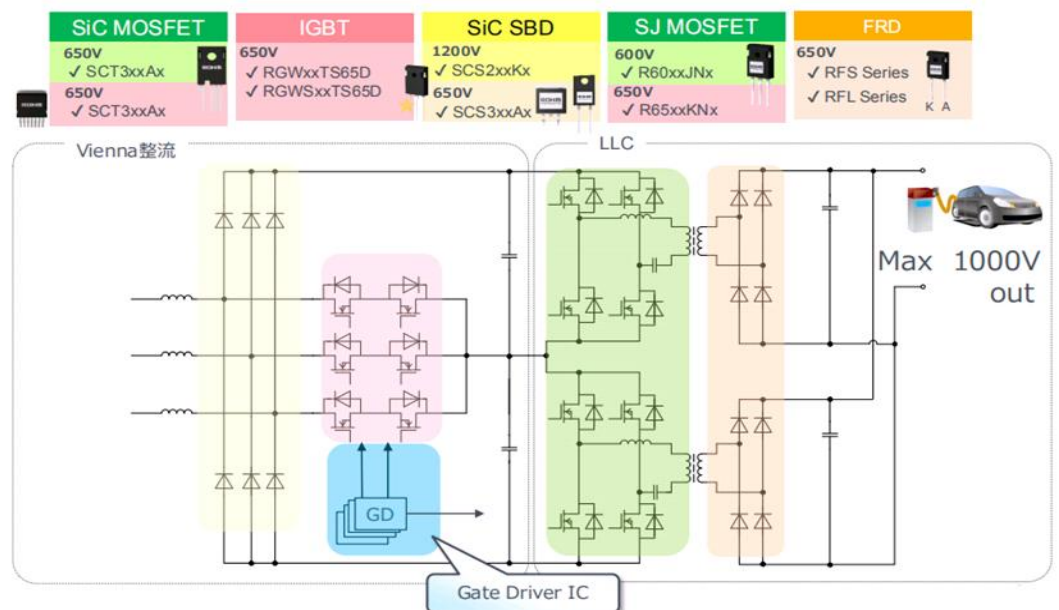 SiC MOSFET
650V
✓ SCT3xxAx
650V
✓ SCT3xxAx
IGBT
650V
✓ RGWxxTS65D
✓ RGWSxxTS65D
SiC SBD
1200V
✓ SCS2xxKx
650V
✓ SCS3xxAx
SJ MOSFET
600V
✓ R60xxJNx
650V
✓ R65xxKNx
FRD
650V
✓ RFS Series
✓ RFL Series
K A
Vienna整流
LLC
Max 1000V
out
GD
Gate Driver IC